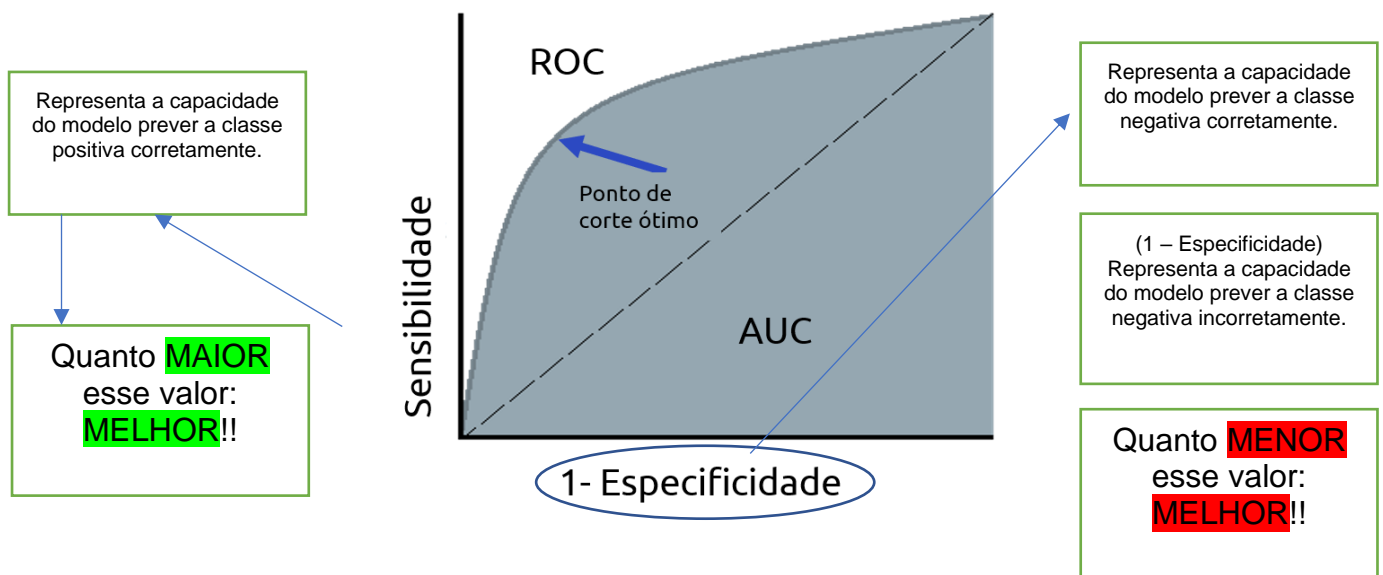 Representa a capacidade
do modelo prever a classe
positiva corretamente.
Quanto MAIOR
esse valor:
MELHOR!!
ROC
Ponto de
corte ótimo
AUC
Sensibilidade
1- Especificidade
Representa a capacidade
do modelo prever a classe
negativa corretamente.
(1 – Especificidade)
Representa a capacidade
do modelo prever a classe
negativa incorretamente.
Quanto MENOR
esse valor:
MELHOR!!